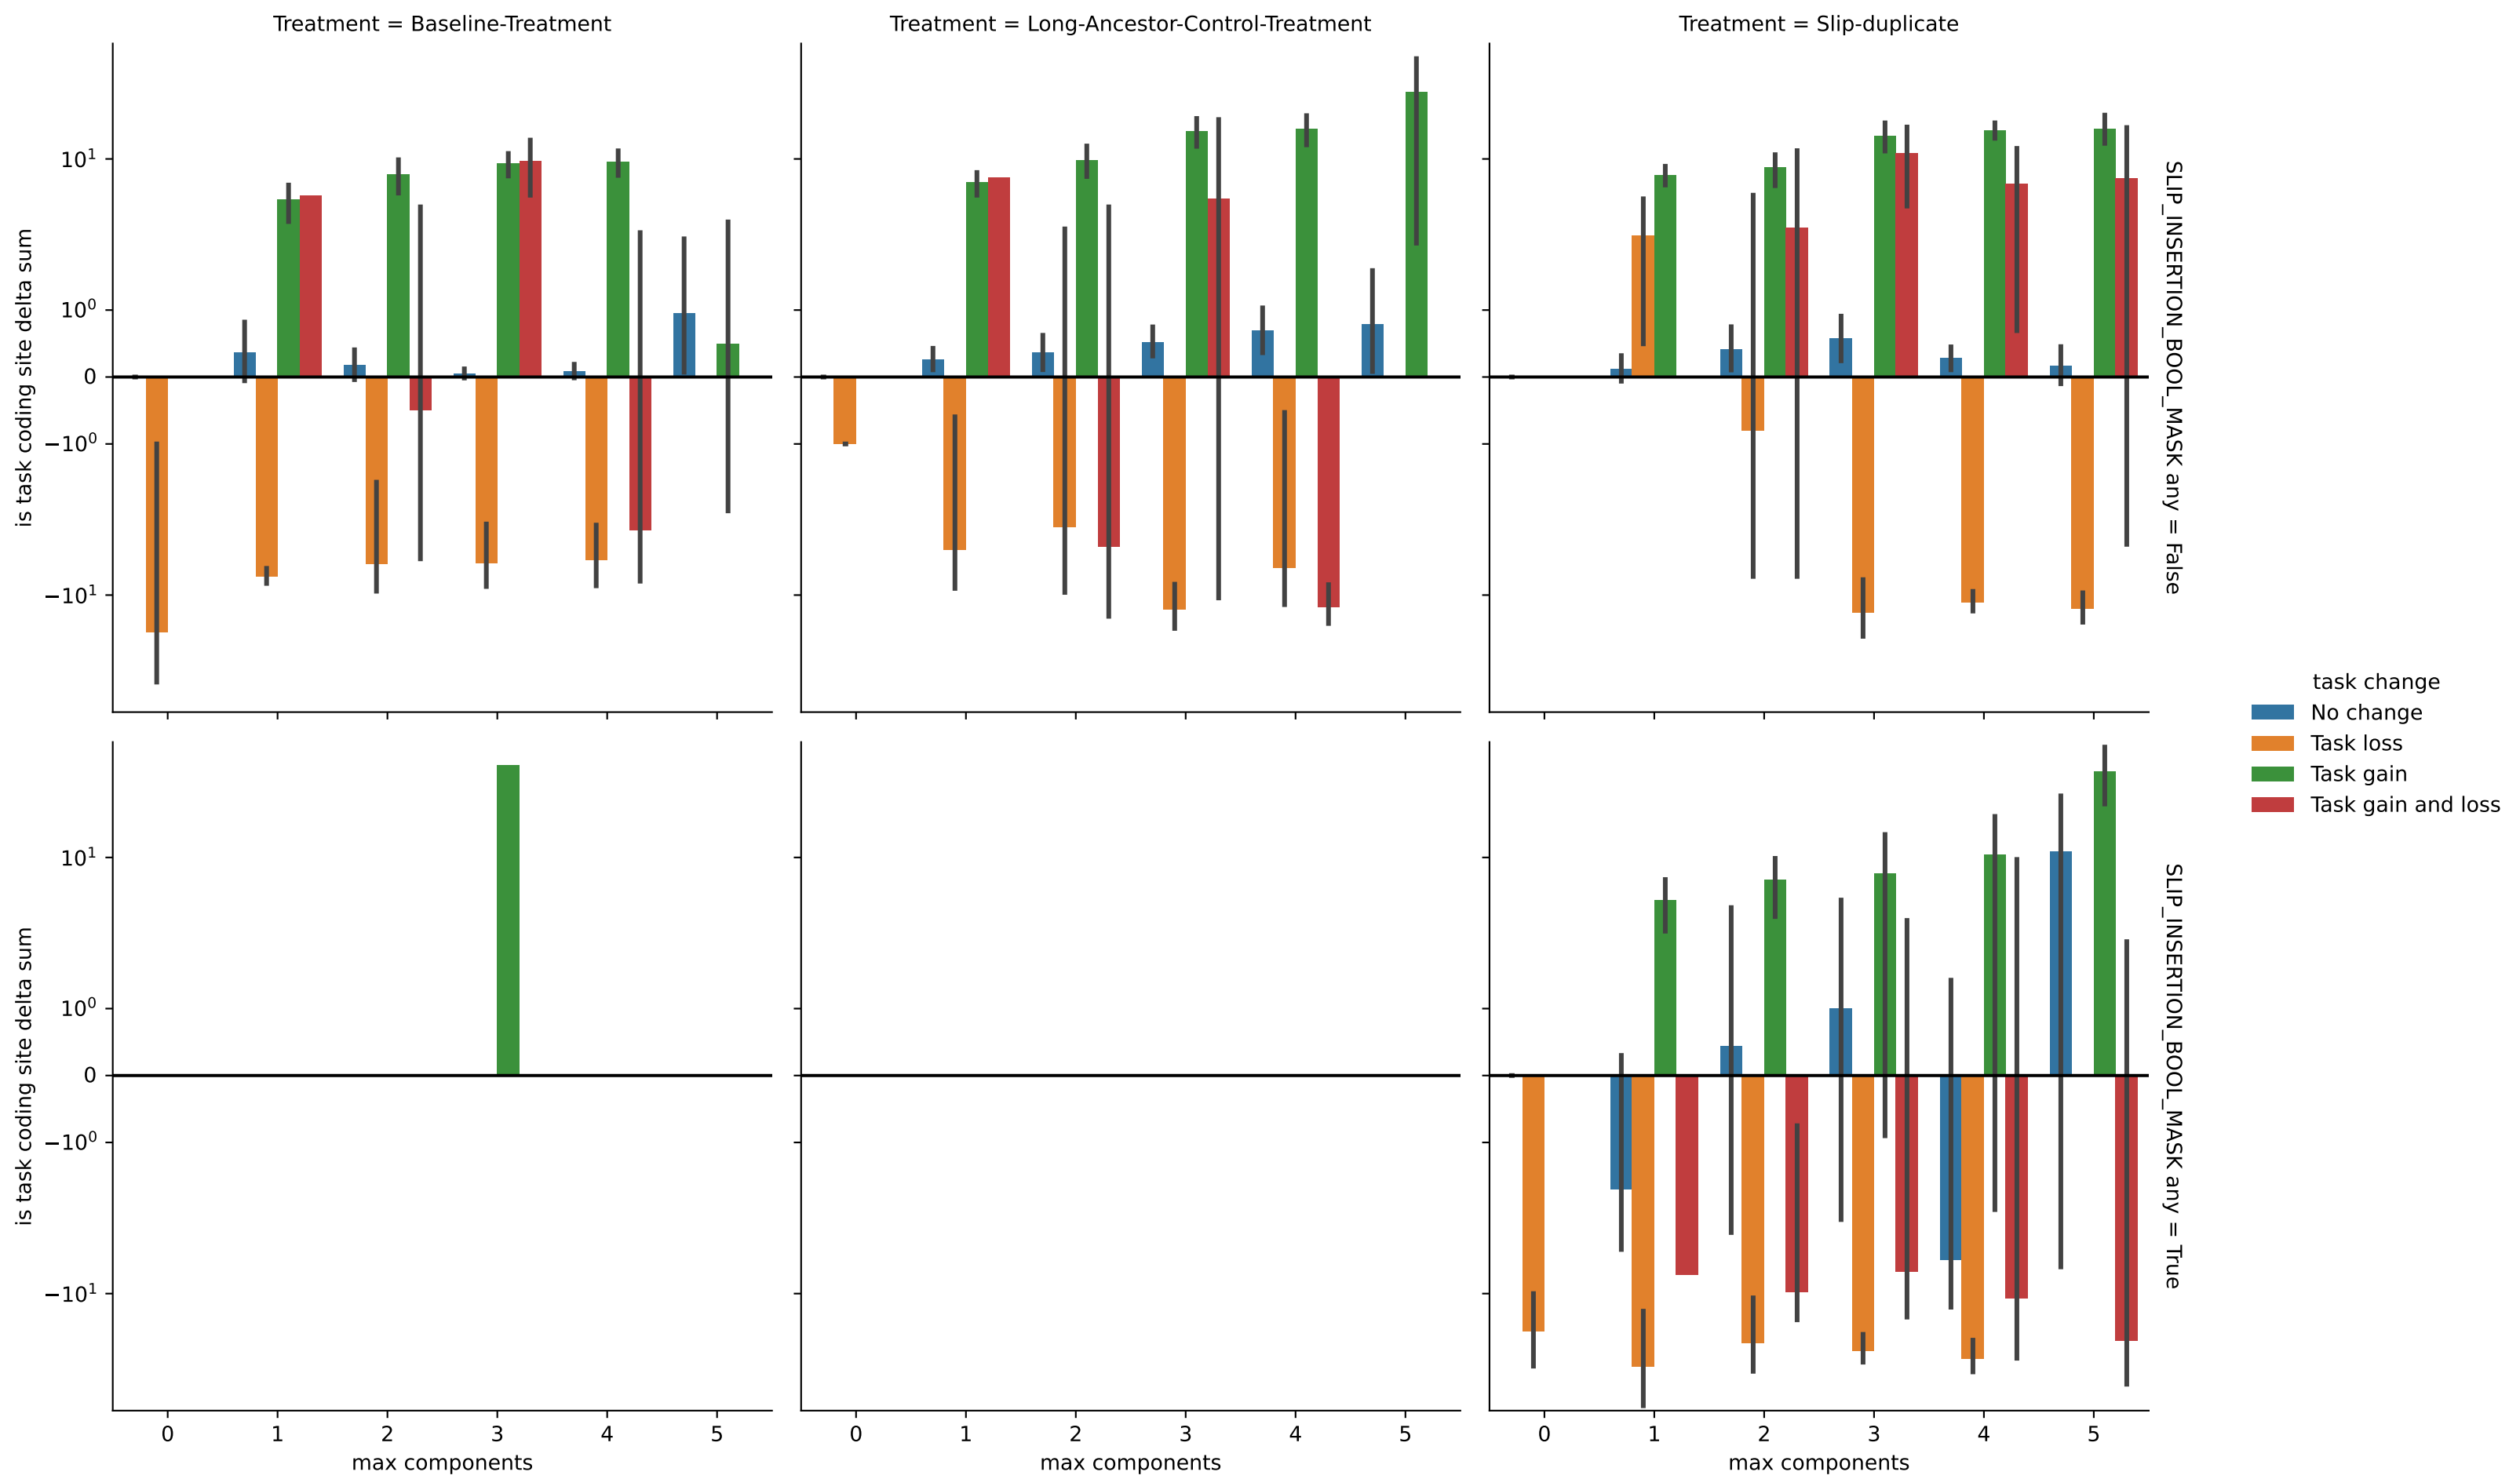 Treatment = Baseline-Treatment
Treatment = Long-Ancestor-Control-Treatment
Treatment = Slip-duplicate
is task coding site delta sum
10¹
10⁰
0
−10⁰
−10¹
SLIP_INSERTION_BOOL_MASK any = False
task change
No change
Task loss
Task gain
Task gain and loss
is task coding site delta sum
10¹
10⁰
0
−10⁰
−10¹
SLIP_INSERTION_BOOL_MASK any = True
0 1 2 3 4 5
0 1 2 3 4 5
0 1 2 3 4 5
max components
max components
max components